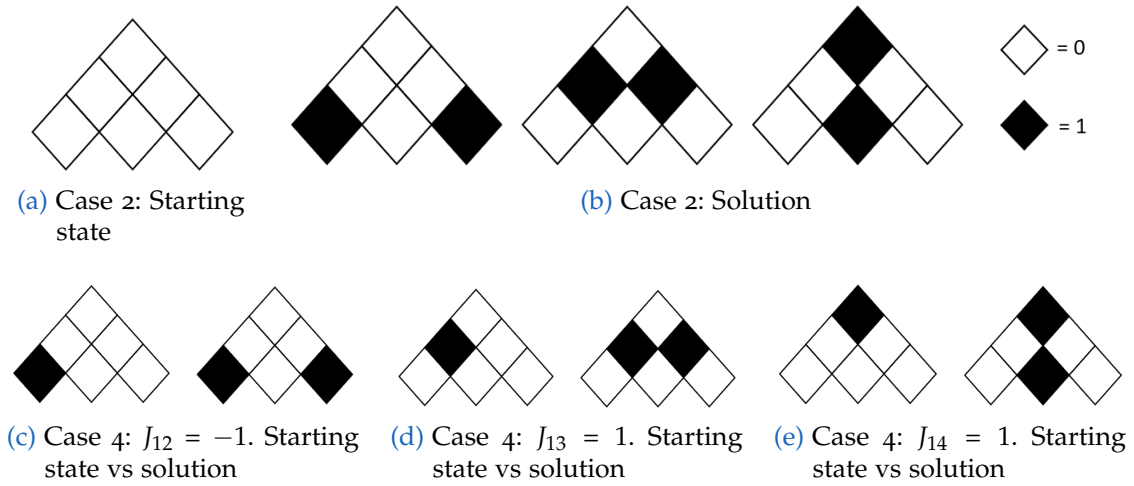 = 0
= 1
(a) Case 2: Starting
state
(b) Case 2: Solution
(c) Case 4: J₁₂ = −1. Starting
state vs solution
(d) Case 4: J₁₃ = 1. Starting
state vs solution
(e) Case 4: J₁₄ = 1. Starting
state vs solution